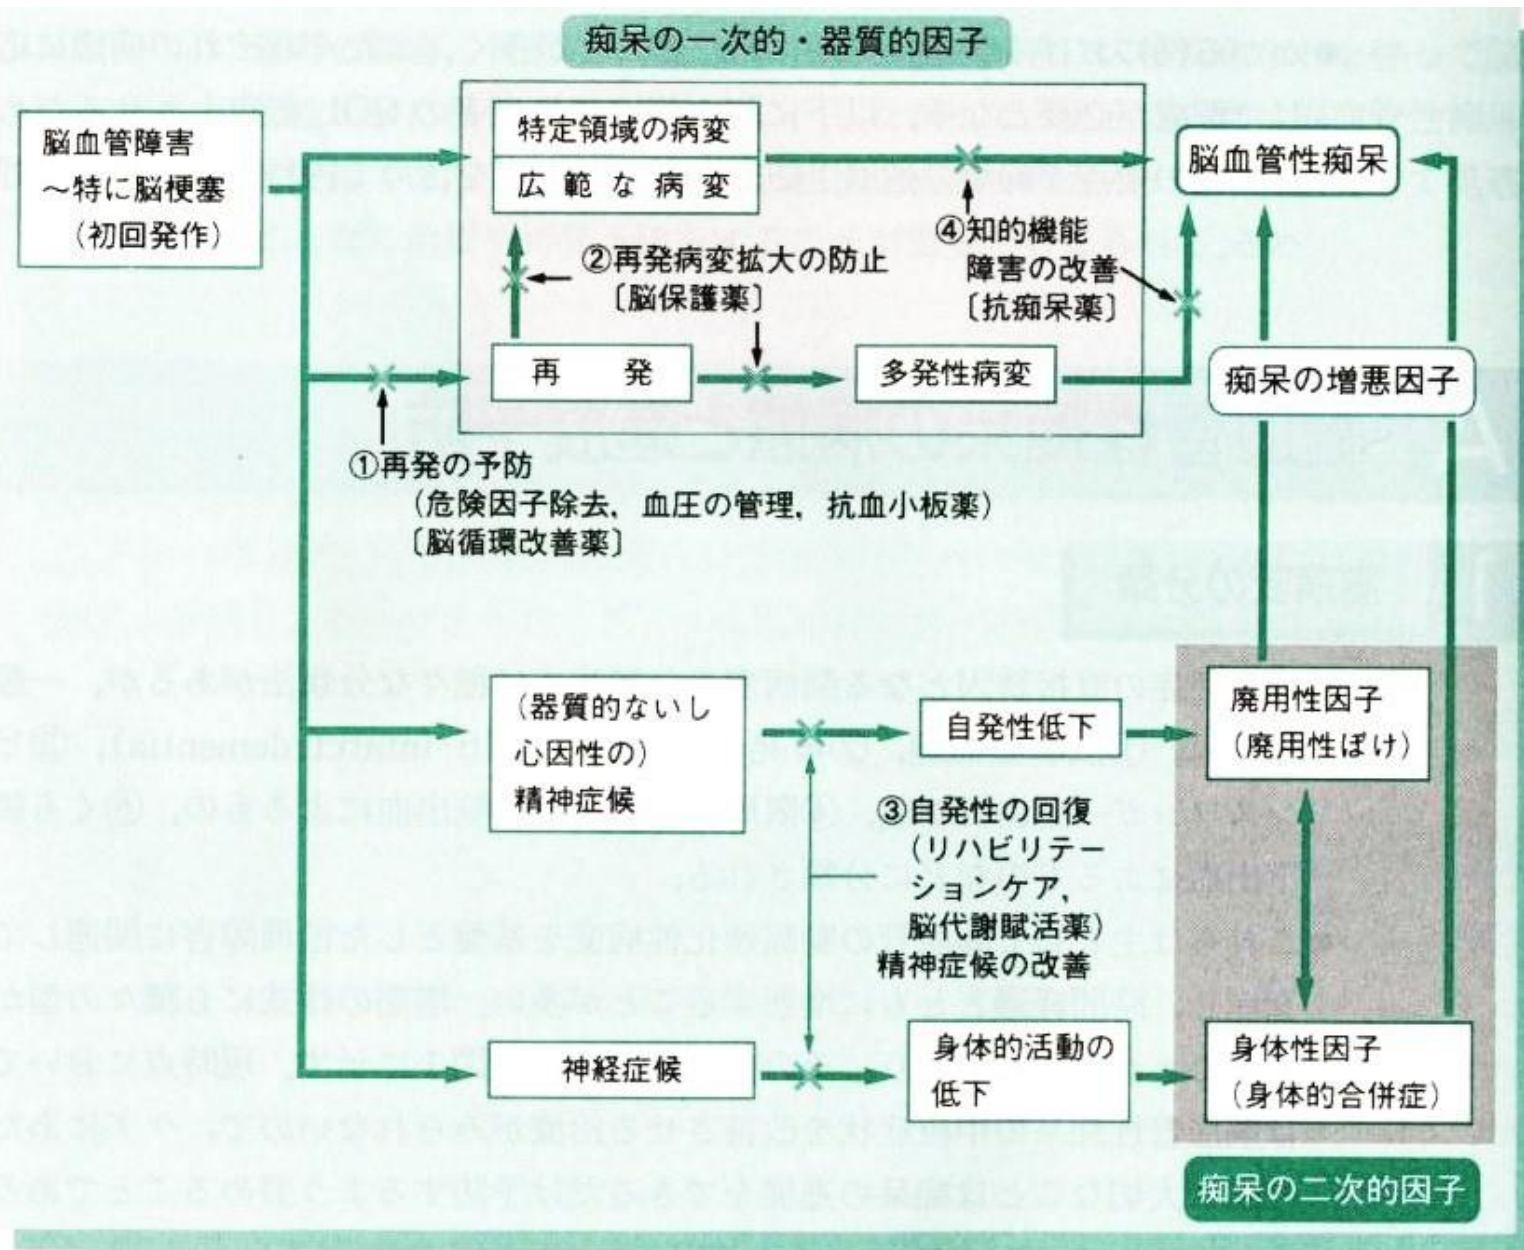 痴呆の一次的・器質的因子
脳血管障害
〜特に脳梗塞
(初回発作)
特定領域の病変
広範な病変
脳血管性痴呆
②再発病変拡大の防止
〔脳保護薬〕
④知的機能
障害の改善
〔抗痴呆薬〕
再 発
多発性病変
痴呆の増悪因子
①再発の予防
(危険因子除去, 血圧の管理, 抗血小板薬)
〔脳循環改善薬〕
(器質的ないし
心因性の)
精神症候
自発性低下
廃用性因子
(廃用性ぼけ)
③自発性の回復
(リハビリテー
ションケア,
脳代謝賦活薬)
精神症候の改善
神経症候
身体的活動の
低下
身体性因子
(身体的合併症)
痴呆の二次的因子